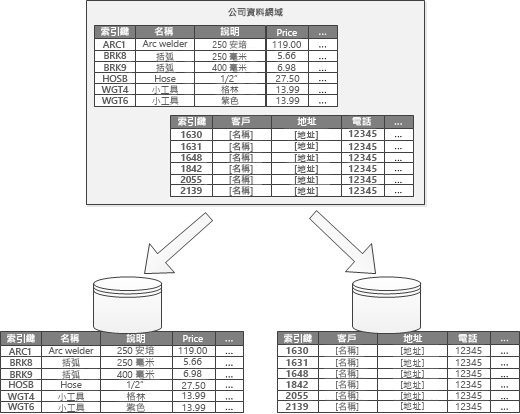 公司資料網域
索引鍵 名稱 說明 Price ...
ARC1 Arc welder 250 安培 119.00 ...
BRK8 括弧 250 毫米 5.66 ...
BRK9 括弧 400 毫米 6.98 ...
HOSB Hose 1/2" 27.50 ...
WGT4 小工具 格林 13.99 ...
WGT6 小工具 紫色 13.99 ...
索引鍵 客戶 地址 電話 ...
1630 [名稱] [地址] 12345 ...
1631 [名稱] [地址] 12345 ...
1648 [名稱] [地址] 12345 ...
1842 [名稱] [地址] 12345 ...
2055 [名稱] [地址] 12345 ...
2139 [名稱] [地址] 12345 ...
索引鍵 名稱 說明 Price ...
ARC1 Arc welder 250 安培 119.00 ...
BRK8 括弧 250 毫米 5.66 ...
BRK9 括弧 400 毫米 6.98 ...
HOSB Hose 1/2" 27.50 ...
WGT4 小工具 格林 13.99 ...
WGT6 小工具 紫色 13.99 ...
索引鍵 客戶 地址 電話 ...
1630 [名稱] [地址] 12345 ...
1631 [名稱] [地址] 12345 ...
1648 [名稱] [地址] 12345 ...
1842 [名稱] [地址] 12345 ...
2055 [名稱] [地址] 12345 ...
2139 [名稱] [地址] 12345 ...